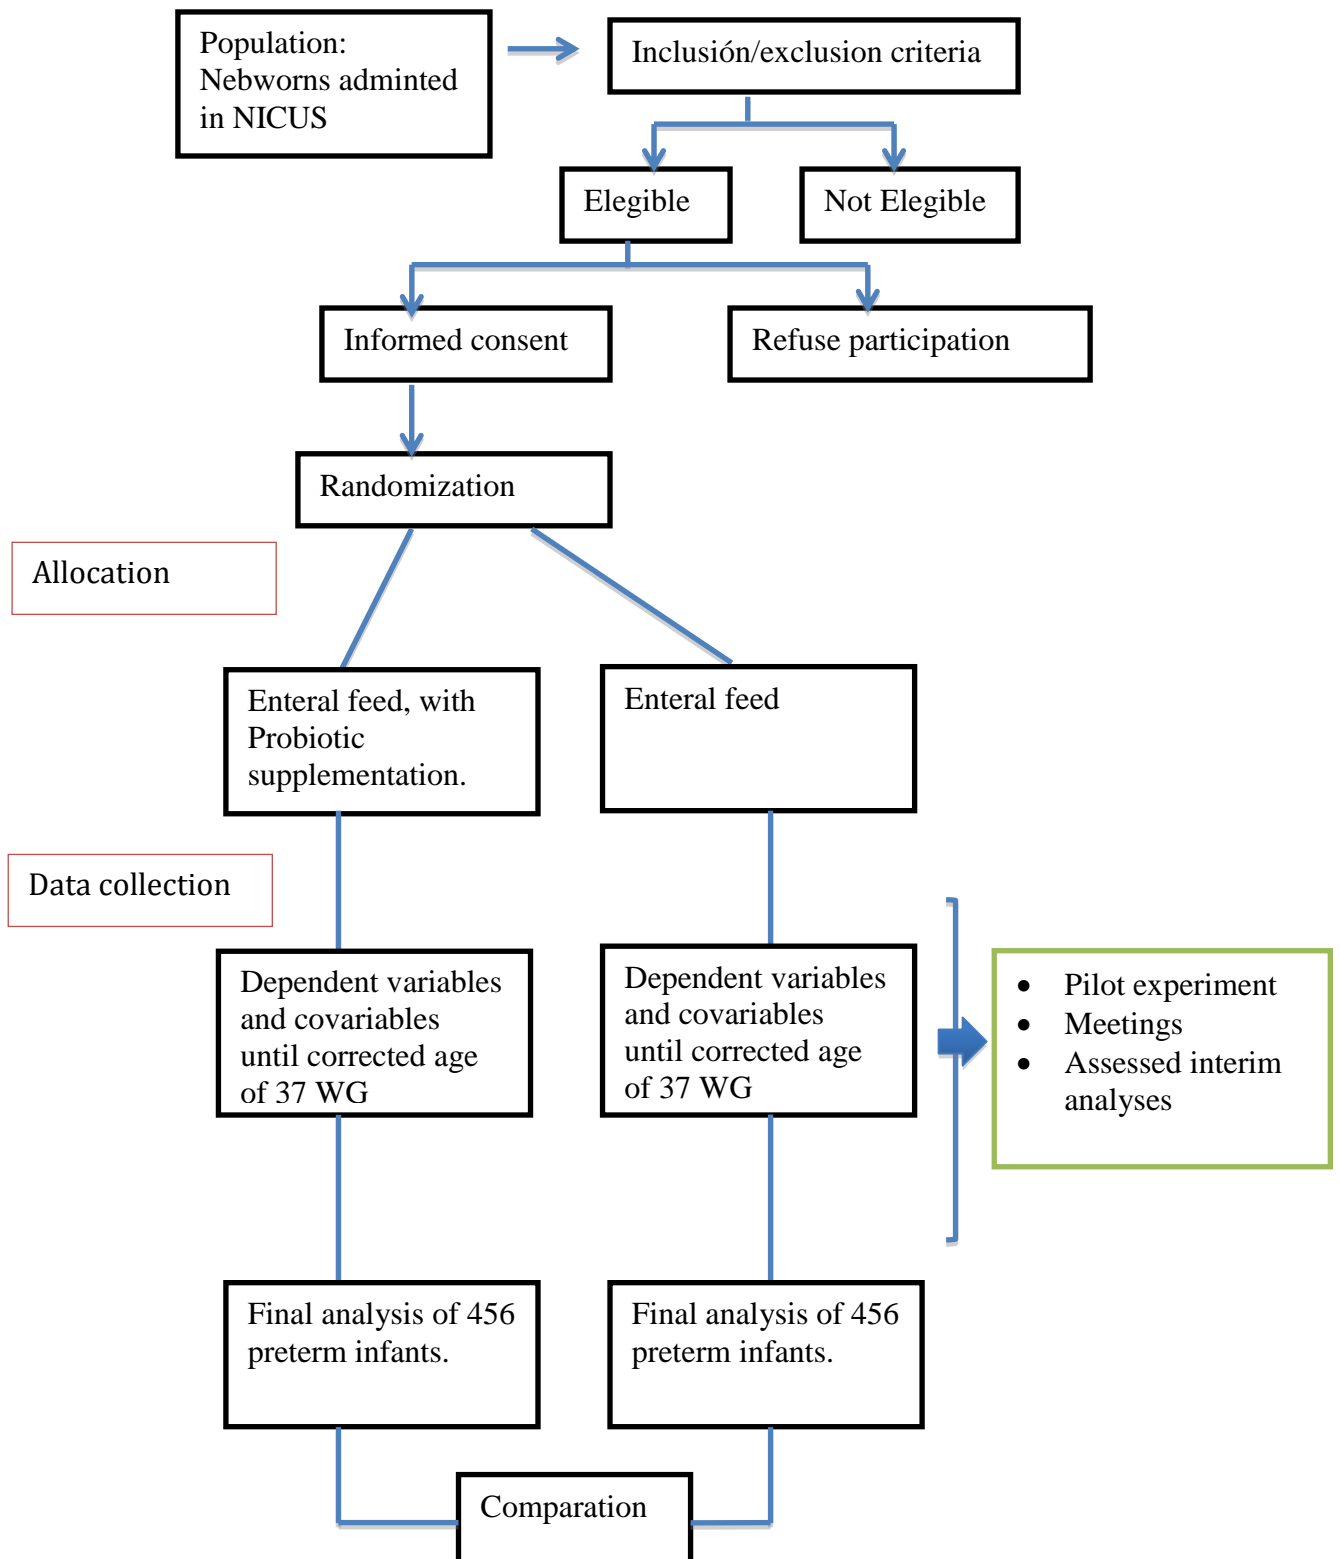 Population:
Nebworns adminted
in NICUS
Inclusión/exclusion criteria
Elegible
Not Elegible
Informed consent
Refuse participation
Randomization
Allocation
Enteral feed, with
Probiotic
supplementation.
Enteral feed
Data collection
Dependent variables
and covariables
until corrected age
of 37 WG
Dependent variables
and covariables
until corrected age
of 37 WG
• Pilot experiment
• Meetings
• Assessed interim
analyses
Final analysis of 456
preterm infants.
Final analysis of 456
preterm infants.
Comparation